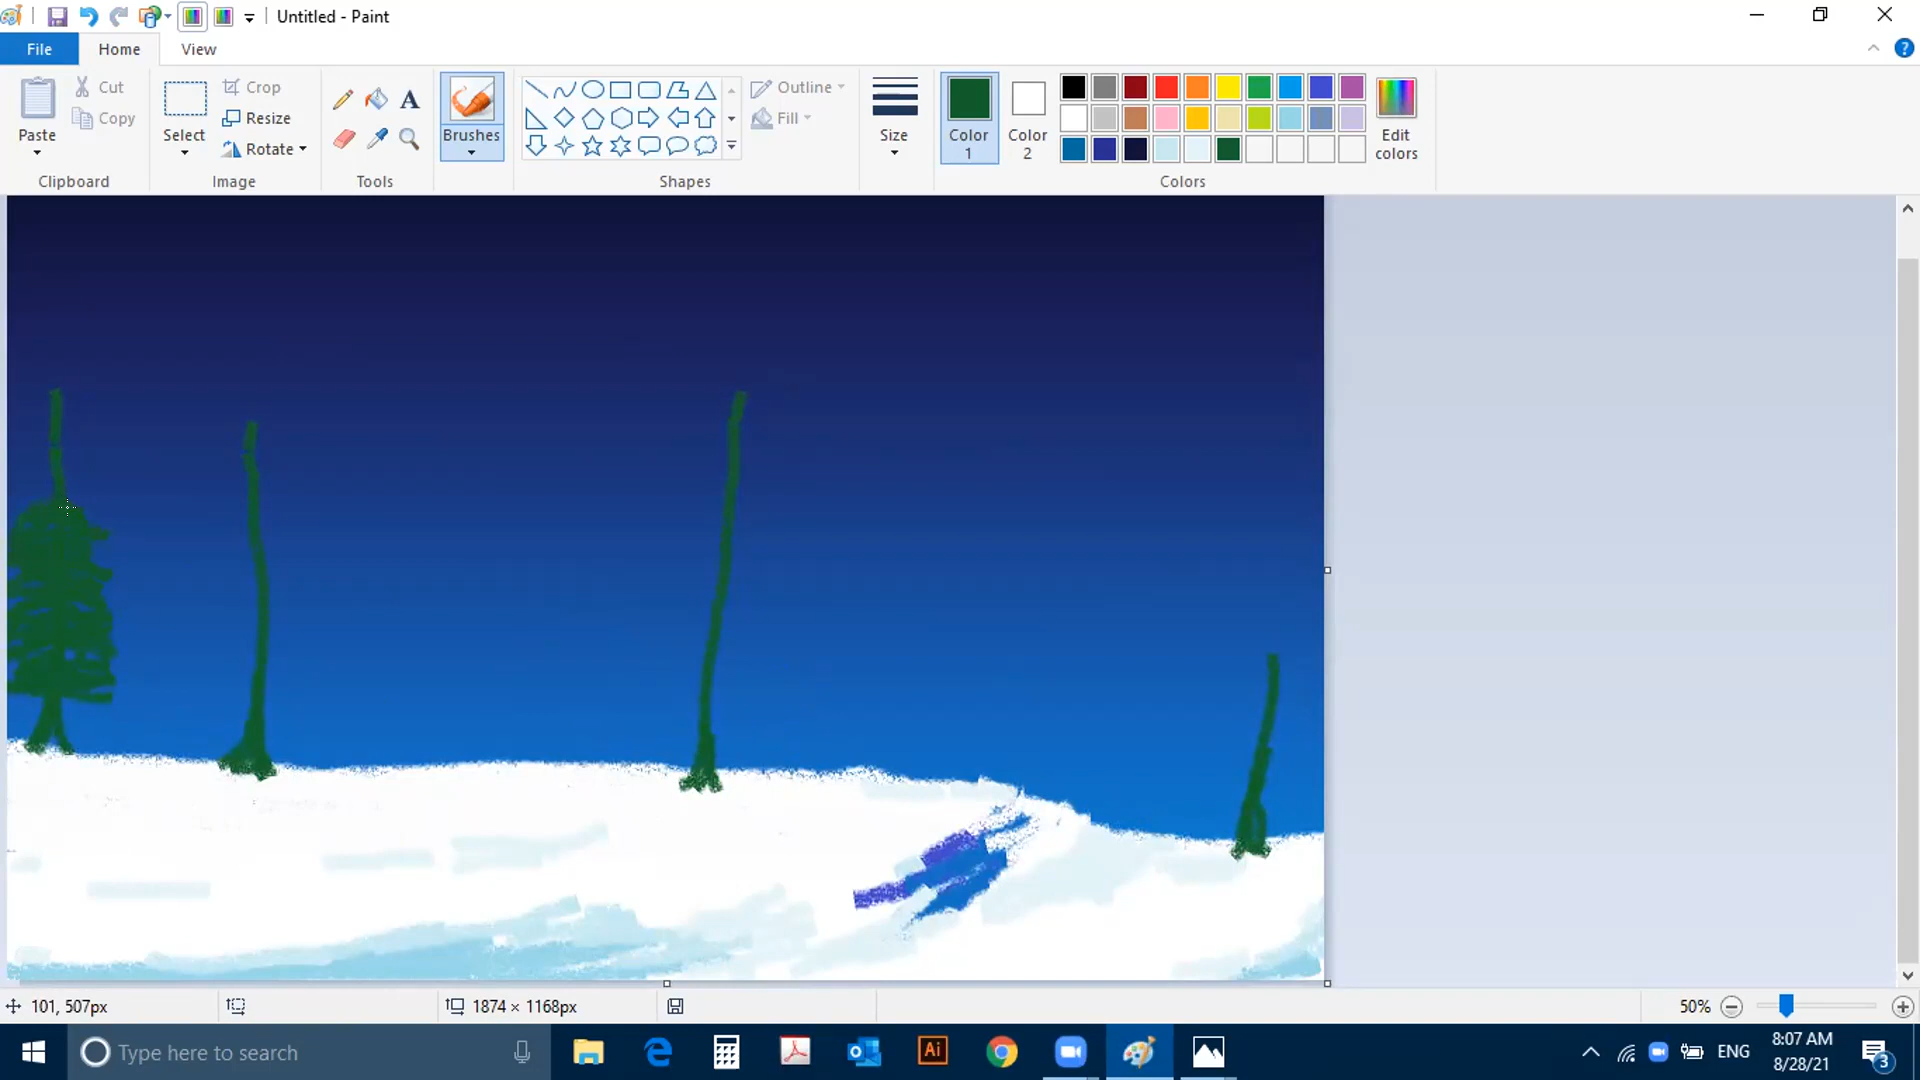 Untitled - Paint
File
Home
View
Paste
Cut
Copy
Clipboard
Select
Crop
Resize
Rotate
Image
A
Tools
Brushes
Shapes
Outline
Fill
Size
Color
1
Color
2
Edit
colors
Colors
?
101, 507px
1874 × 1168px
50%
Type here to search
Ai
ENG
8:07 AM
8/28/21
3